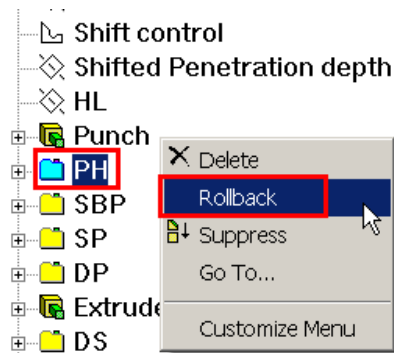 Shift control
Shifted Penetration depth
HL
Punch
PH
SBP
SP
DP
Extrude
DS
Delete
Rollback
Suppress
Go To...
Customize Menu